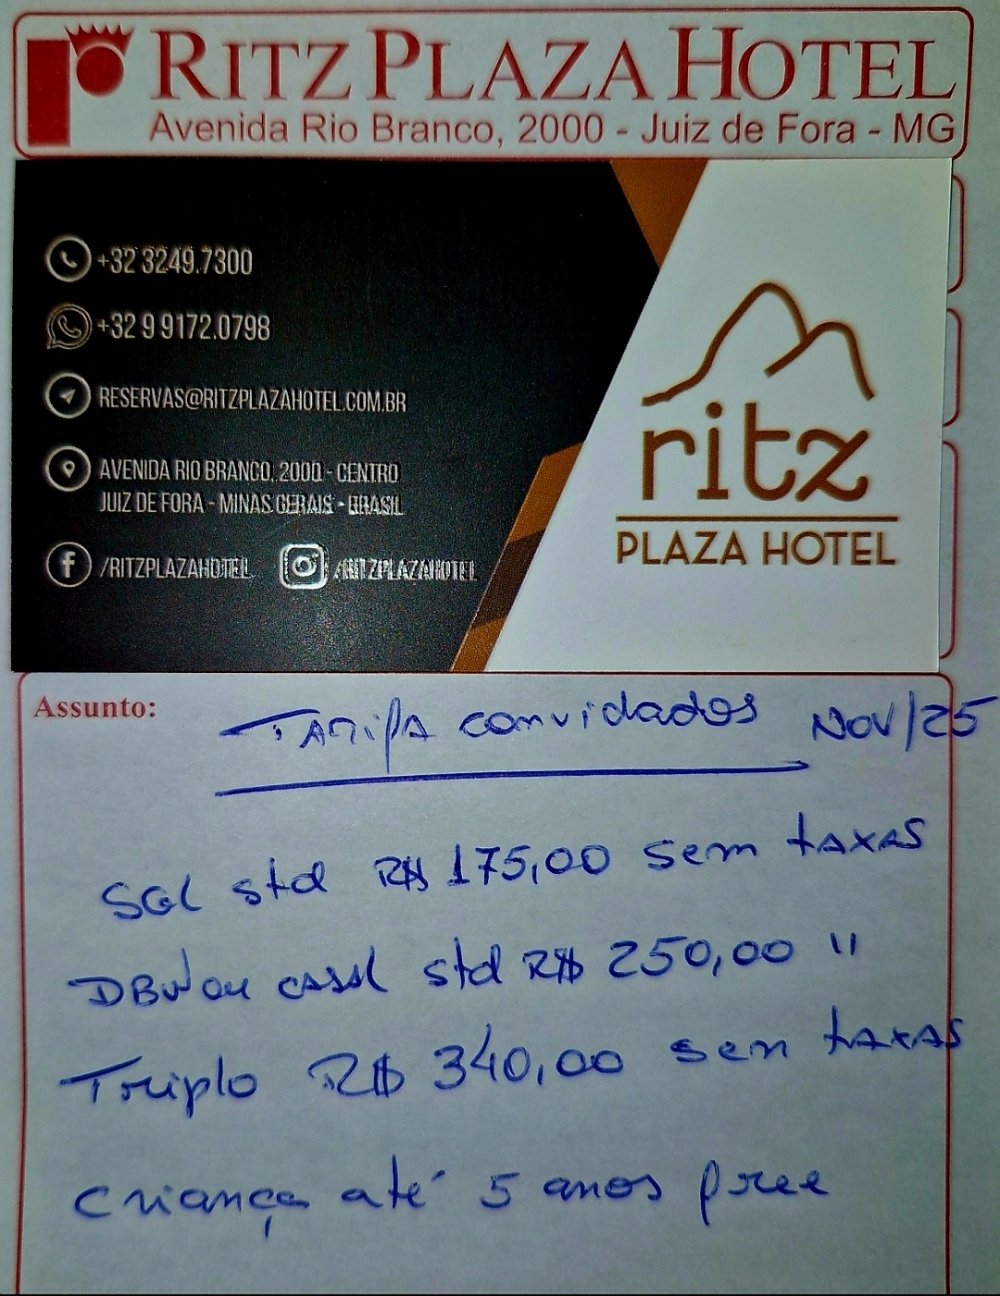 RITZ PLAZA HOTEL
Avenida Rio Branco, 2000 - Juiz de Fora - MG
+32 3249.7300
+32 9 9172.0798
RESERVAS@RITZPLAZAHOTEL.COM.BR
AVENIDA RIO BRANCO, 2000 - CENTRO
JUIZ DE FORA - MINAS GERAIS - BRASIL
/RITZPLAZAHOTEL /RITZPLAZAHOTEL
ritz
PLAZA HOTEL
Assunto:
Tarifa convidados Nov/25
SGL std R$ 175,00 sem taxas
DBL ou casal std R$ 250,00 "
Triplo R$ 340,00 sem taxas
criança até 5 anos free